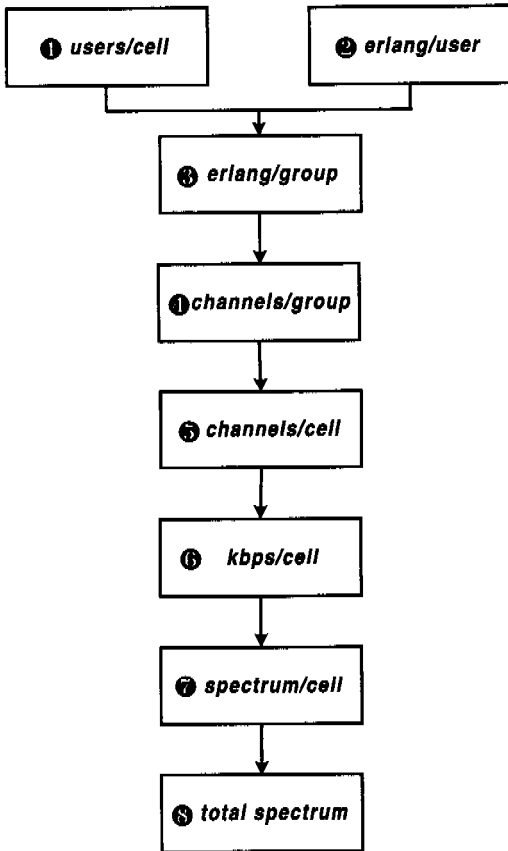 ❶ users/cell
❷ erlang/user
❸ erlang/group
❶ channels/group
❺ channels/cell
❻ kbps/cell
❼ spectrum/cell
❽ total spectrum